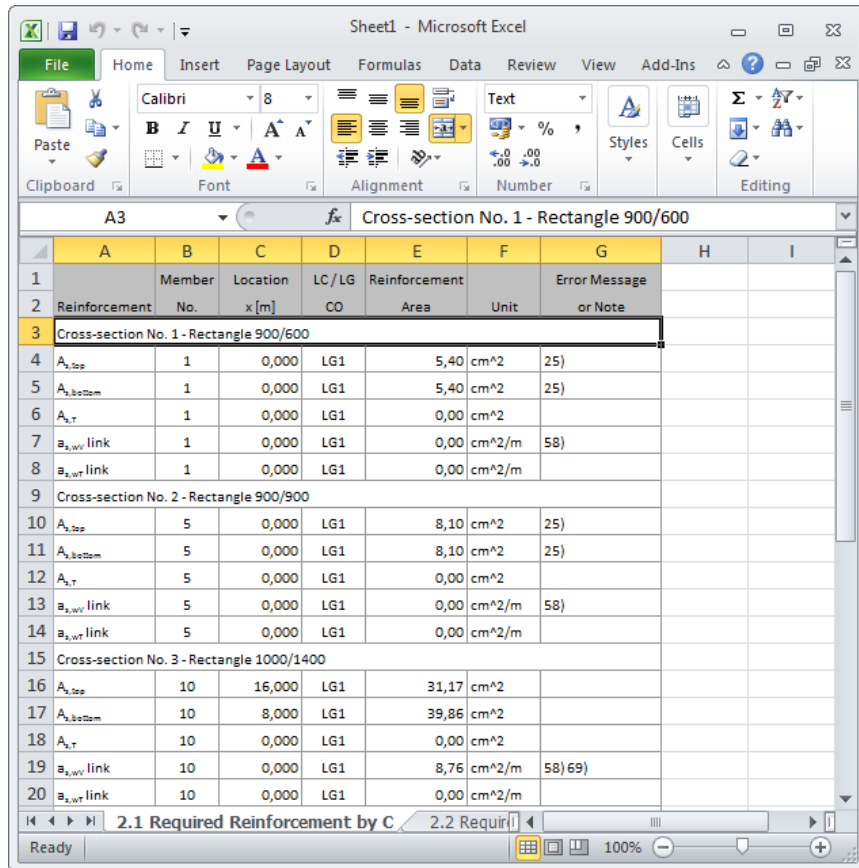 Sheet1 - Microsoft Excel
File Home Insert Page Layout Formulas Data Review View Add-Ins
Calibri 8 Text
Paste B I U A A % , Styles Cells Σ
Clipboard Font Alignment Number Editing
A3 fx Cross-section No. 1 - Rectangle 900/600
A B C D E F G H I
1 Member Location LC/LG Reinforcement Error Message
2 Reinforcement No. x [m] CO Area Unit or Note
3 Cross-section No. 1 - Rectangle 900/600
4 As,top 1 0,000 LG1 5,40 cm^2 25)
5 As,bottom 1 0,000 LG1 5,40 cm^2 25)
6 As,T 1 0,000 LG1 0,00 cm^2
7 as,wV link 1 0,000 LG1 0,00 cm^2/m 58)
8 as,wT link 1 0,000 LG1 0,00 cm^2/m
9 Cross-section No. 2 - Rectangle 900/900
10 As,top 5 0,000 LG1 8,10 cm^2 25)
11 As,bottom 5 0,000 LG1 8,10 cm^2 25)
12 As,T 5 0,000 LG1 0,00 cm^2
13 as,wV link 5 0,000 LG1 0,00 cm^2/m 58)
14 as,wT link 5 0,000 LG1 0,00 cm^2/m
15 Cross-section No. 3 - Rectangle 1000/1400
16 As,top 10 16,000 LG1 31,17 cm^2
17 As,bottom 10 8,000 LG1 39,86 cm^2
18 As,T 10 0,000 LG1 0,00 cm^2
19 as,wV link 10 0,000 LG1 8,76 cm^2/m 58) 69)
20 as,wT link 10 0,000 LG1 0,00 cm^2/m
2.1 Required Reinforcement by C 2.2 Requir
Ready 100%